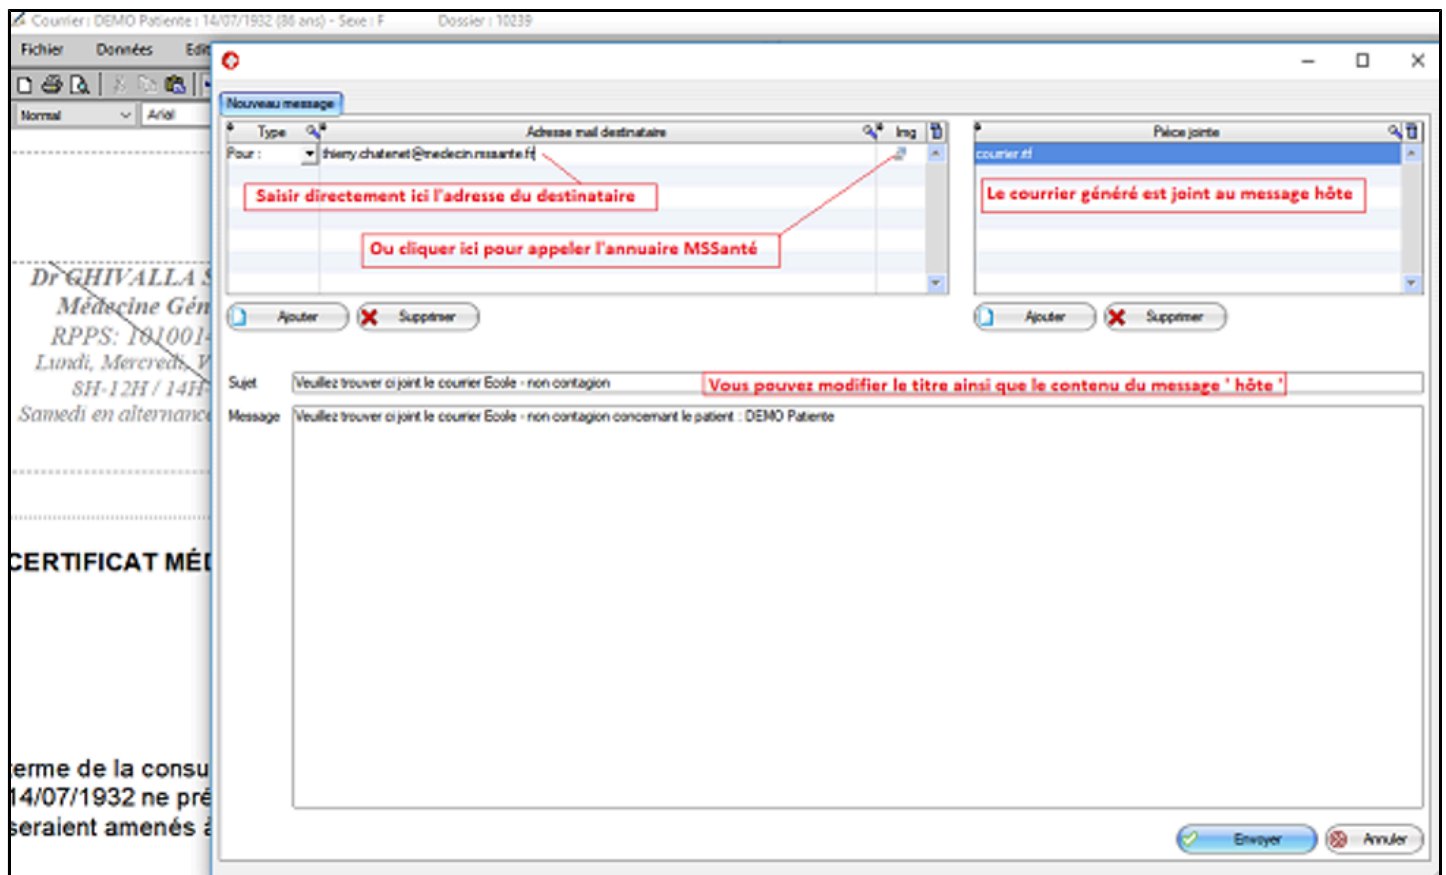 Courrier : DEMO Patiente : 14/07/1932 (86 ans) - Sexe : F Dossier : 10239
Fichier Données Edit
Normal Arial
Nouveau message
Type Adresse mail destinataire Img
Pièce jointe
Pour : thierry.chatenet@medecin.mssante.fr
courrier.rtf
Saisir directement ici l'adresse du destinataire
Le courrier généré est joint au message hôte
Ou cliquer ici pour appeler l'annuaire MSSanté
Dr GHIVALLA S
Médecine Gén
RPPS: 101001
Lundi, Mercredi, V
8H-12H / 14H-
Samedi en alternance
Ajouter Supprimer
Ajouter Supprimer
Sujet Veuillez trouver ci joint le courrier Ecole - non contagion
Vous pouvez modifier le titre ainsi que le contenu du message ' hôte '
Message Veuillez trouver ci joint le courrier Ecole - non contagion concernant le patient : DEMO Patiente
CERTIFICAT MÉD
terme de la consu
14/07/1932 ne pré
seraient amenés à
Envoyer Annuler